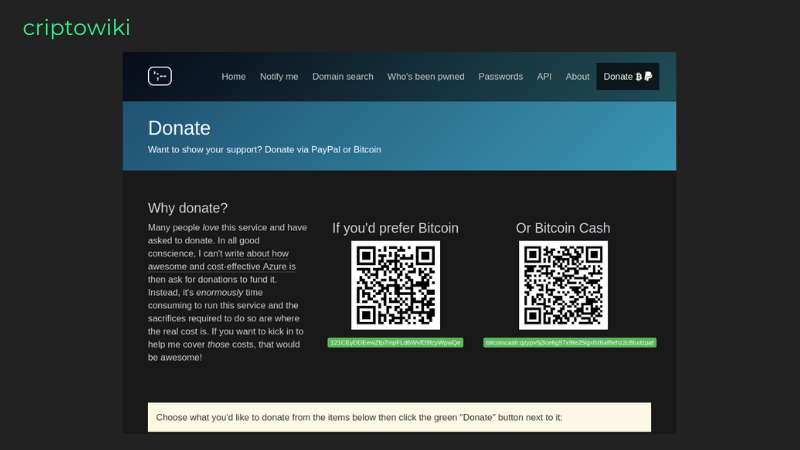 criptowiki
';--
Home Notify me Domain search Who's been pwned Passwords API About Donate
Donate
Want to show your support? Donate via PayPal or Bitcoin
Why donate?
Many people love this service and have
asked to donate. In all good
conscience, I can't write about how
awesome and cost-effective Azure is
then ask for donations to fund it.
Instead, it's enormously time
consuming to run this service and the
sacrifices required to do so are where
the real cost is. If you want to kick in to
help me cover those costs, that would
be awesome!
If you'd prefer Bitcoin
Or Bitcoin Cash
Choose what you'd like to donate from the items below then click the green "Donate" button next to it: